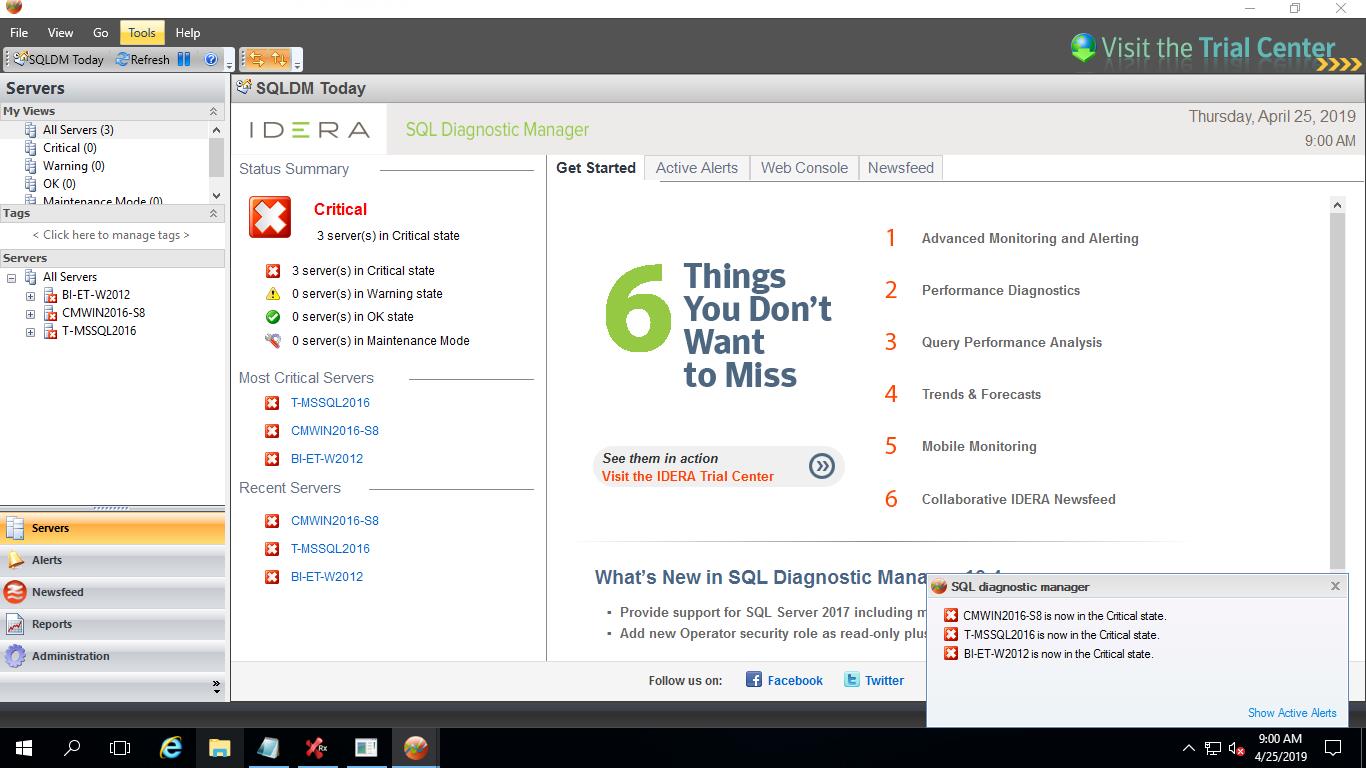 File View Go Tools Help
SQLDM Today Refresh
Visit the Trial Center
Servers
My Views
All Servers (3)
Critical (0)
Warning (0)
OK (0)
Maintenance Mode (0)
Tags
< Click here to manage tags >
Servers
All Servers
BI-ET-W2012
CMWIN2016-S8
T-MSSQL2016
Servers
Alerts
Newsfeed
Reports
Administration
SQLDM Today
IDERA SQL Diagnostic Manager
Thursday, April 25, 2019
9:00 AM
Status Summary
Critical
3 server(s) in Critical state
3 server(s) in Critical state
0 server(s) in Warning state
0 server(s) in OK state
0 server(s) in Maintenance Mode
Most Critical Servers
T-MSSQL2016
CMWIN2016-S8
BI-ET-W2012
Recent Servers
CMWIN2016-S8
T-MSSQL2016
BI-ET-W2012
Get Started Active Alerts Web Console Newsfeed
6 Things
You Don't
Want
to Miss
See them in action
Visit the IDERA Trial Center
1 Advanced Monitoring and Alerting
2 Performance Diagnostics
3 Query Performance Analysis
4 Trends & Forecasts
5 Mobile Monitoring
6 Collaborative IDERA Newsfeed
What's New in SQL Diagnostic Mana
Provide support for SQL Server 2017 including
Add new Operator security role as read-only plus
Follow us on: Facebook Twitter
SQL diagnostic manager
CMWIN2016-S8 is now in the Critical state.
T-MSSQL2016 is now in the Critical state.
BI-ET-W2012 is now in the Critical state.
Show Active Alerts
Rx
9:00 AM
4/25/2019